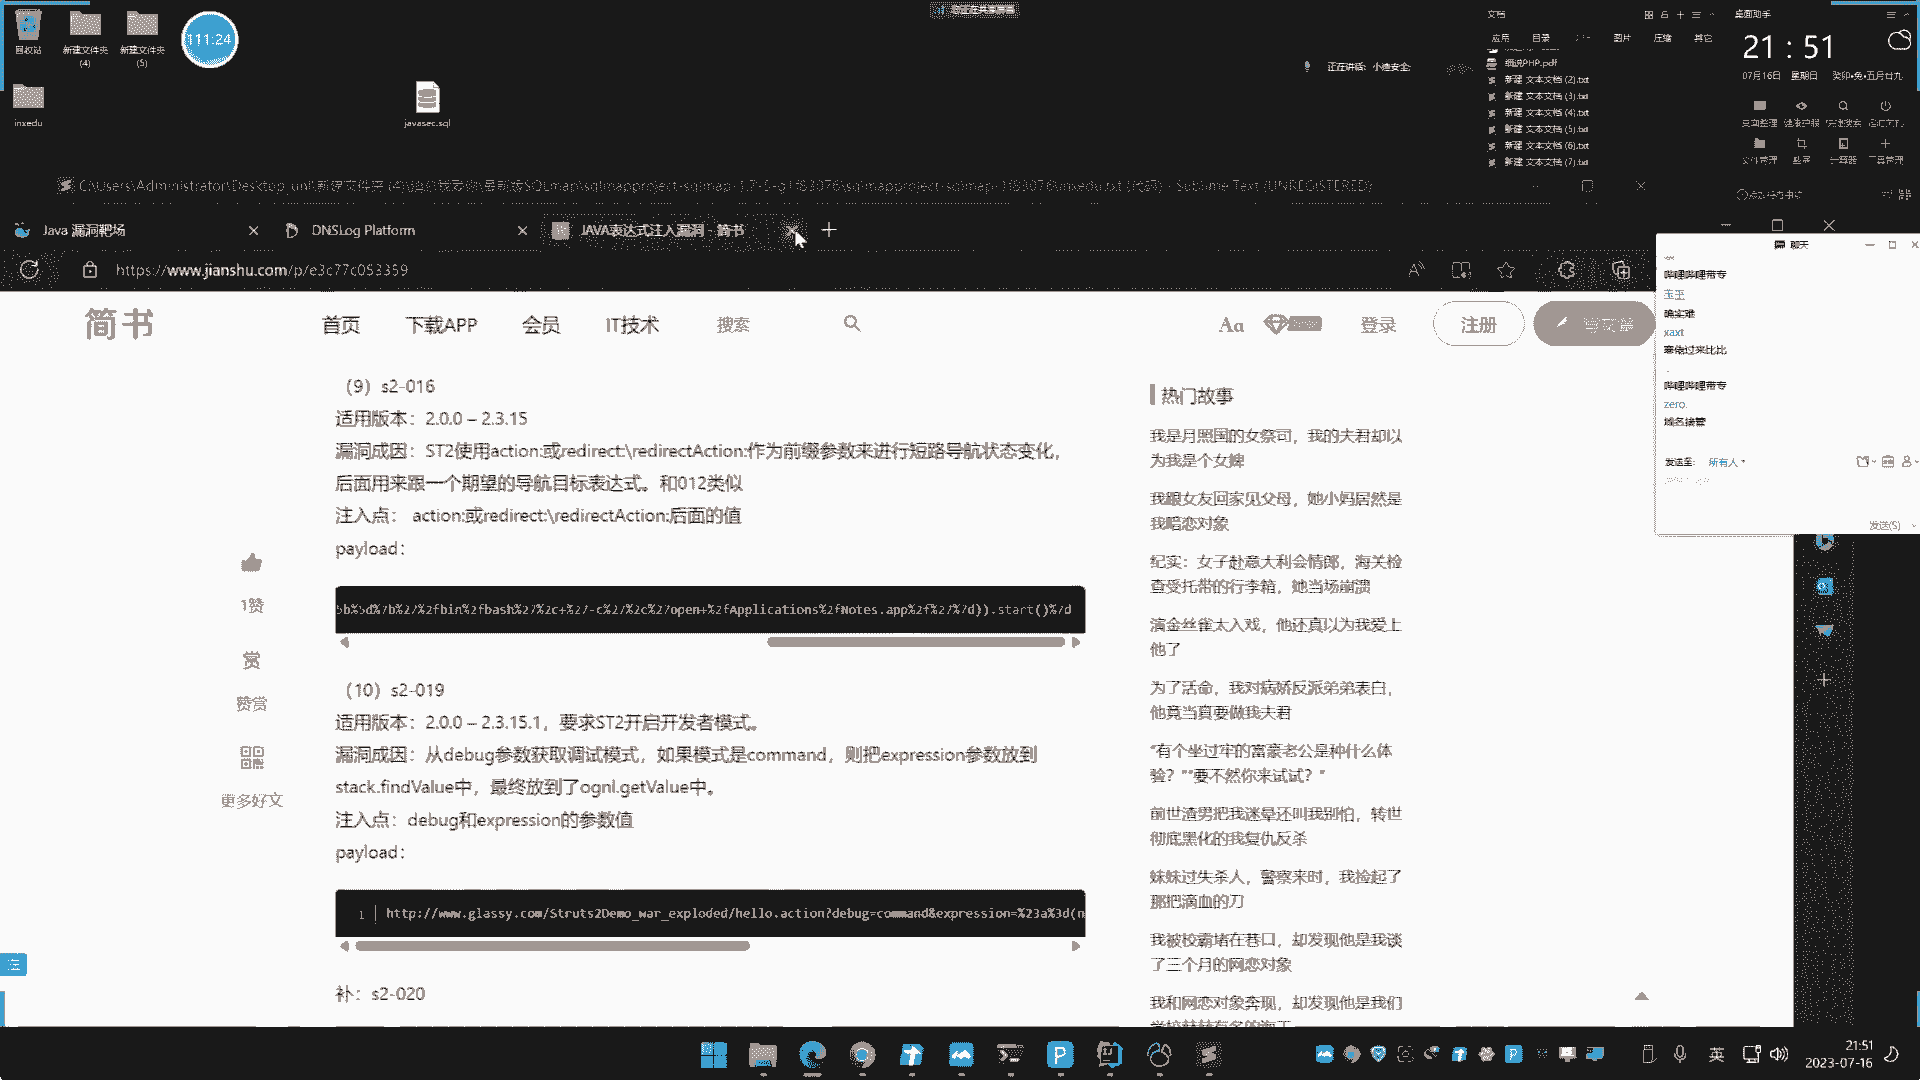 回收站
新建文件夹 (4)
新建文件夹 (5)
111:24
inxedu
javasec.sql
正在讲话: 小迪安全;
文档
应用 目录 图片 压缩 其它
细说PHP.pdf
新建 文本文档 (2).txt
新建 文本文档 (3).txt
新建 文本文档 (4).txt
新建 文本文档 (5).txt
新建 文本文档 (6).txt
新建 文本文档 (7).txt
桌面助手
21 : 51
07月16日 星期日 癸卯•兔•五月廿九
Java 漏洞靶场
DNSLog Platform
JAVA表达式注入漏洞 - 简书
https://www.jianshu.com/p/e3c77c053359
简书
首页 下载APP 会员 IT技术 搜索
Aa 登录 注册
（9）s2-016
适用版本：2.0.0 – 2.3.15
漏洞成因：ST2使用action:或redirect:\redirectAction:作为前缀参数来进行短路导航状态变化，
后面用来跟一个期望的导航目标表达式。和012类似
注入点： action:或redirect:\redirectAction:后面的值
payload：
5b%5d%7b%27%2fbin%2fbash%27%2c+%27-c%27%2c%27open+%2fApplications%2fNotes.app%2f%27%7d)).start()%7d
（10）s2-019
适用版本：2.0.0 – 2.3.15.1，要求ST2开启开发者模式。
漏洞成因：从debug参数获取调试模式，如果模式是command，则把expression参数放到
stack.findValue中，最终放到了ognl.getValue中。
注入点：debug和expression的参数值
payload：
1 http://www.glassy.com/Struts2Demo_war_exploded/hello.action?debug=command&expression=%23a%3d(n
补：s2-020
1赞
赏
赞赏
更多好文
热门故事
我是月照国的女祭司，我的夫君却以
为我是个女婢
我跟女友回家见父母，她小妈居然是
我暗恋对象
纪实：女子赴意大利会情郎，海关检
查受托带的行李箱，她当场崩溃
演金丝雀太入戏，他还真以为我爱上
他了
为了活命，我对病娇反派弟弟表白，
他竟当真要做我夫君
“有个坐过牢的富豪老公是种什么体
验？”“要不然你来试试？”
前世渣男把我迷晕还叫我别怕，转世
彻底黑化的我复仇反杀
妹妹过失杀人，警察来时，我捡起了
那把滴血的刀
我被校霸堵在巷口，却发现他是我谈
了三个月的网恋对象
我和网恋对象奔现，却发现他是我们
聊天
哔哩哔哩带专
玉玉
确实难
xaxt
寒佬过来比比
.
哔哩哔哩带专
zero.
域名接管
发送至: 所有人
发送(S)
英
21:51
2023-07-16